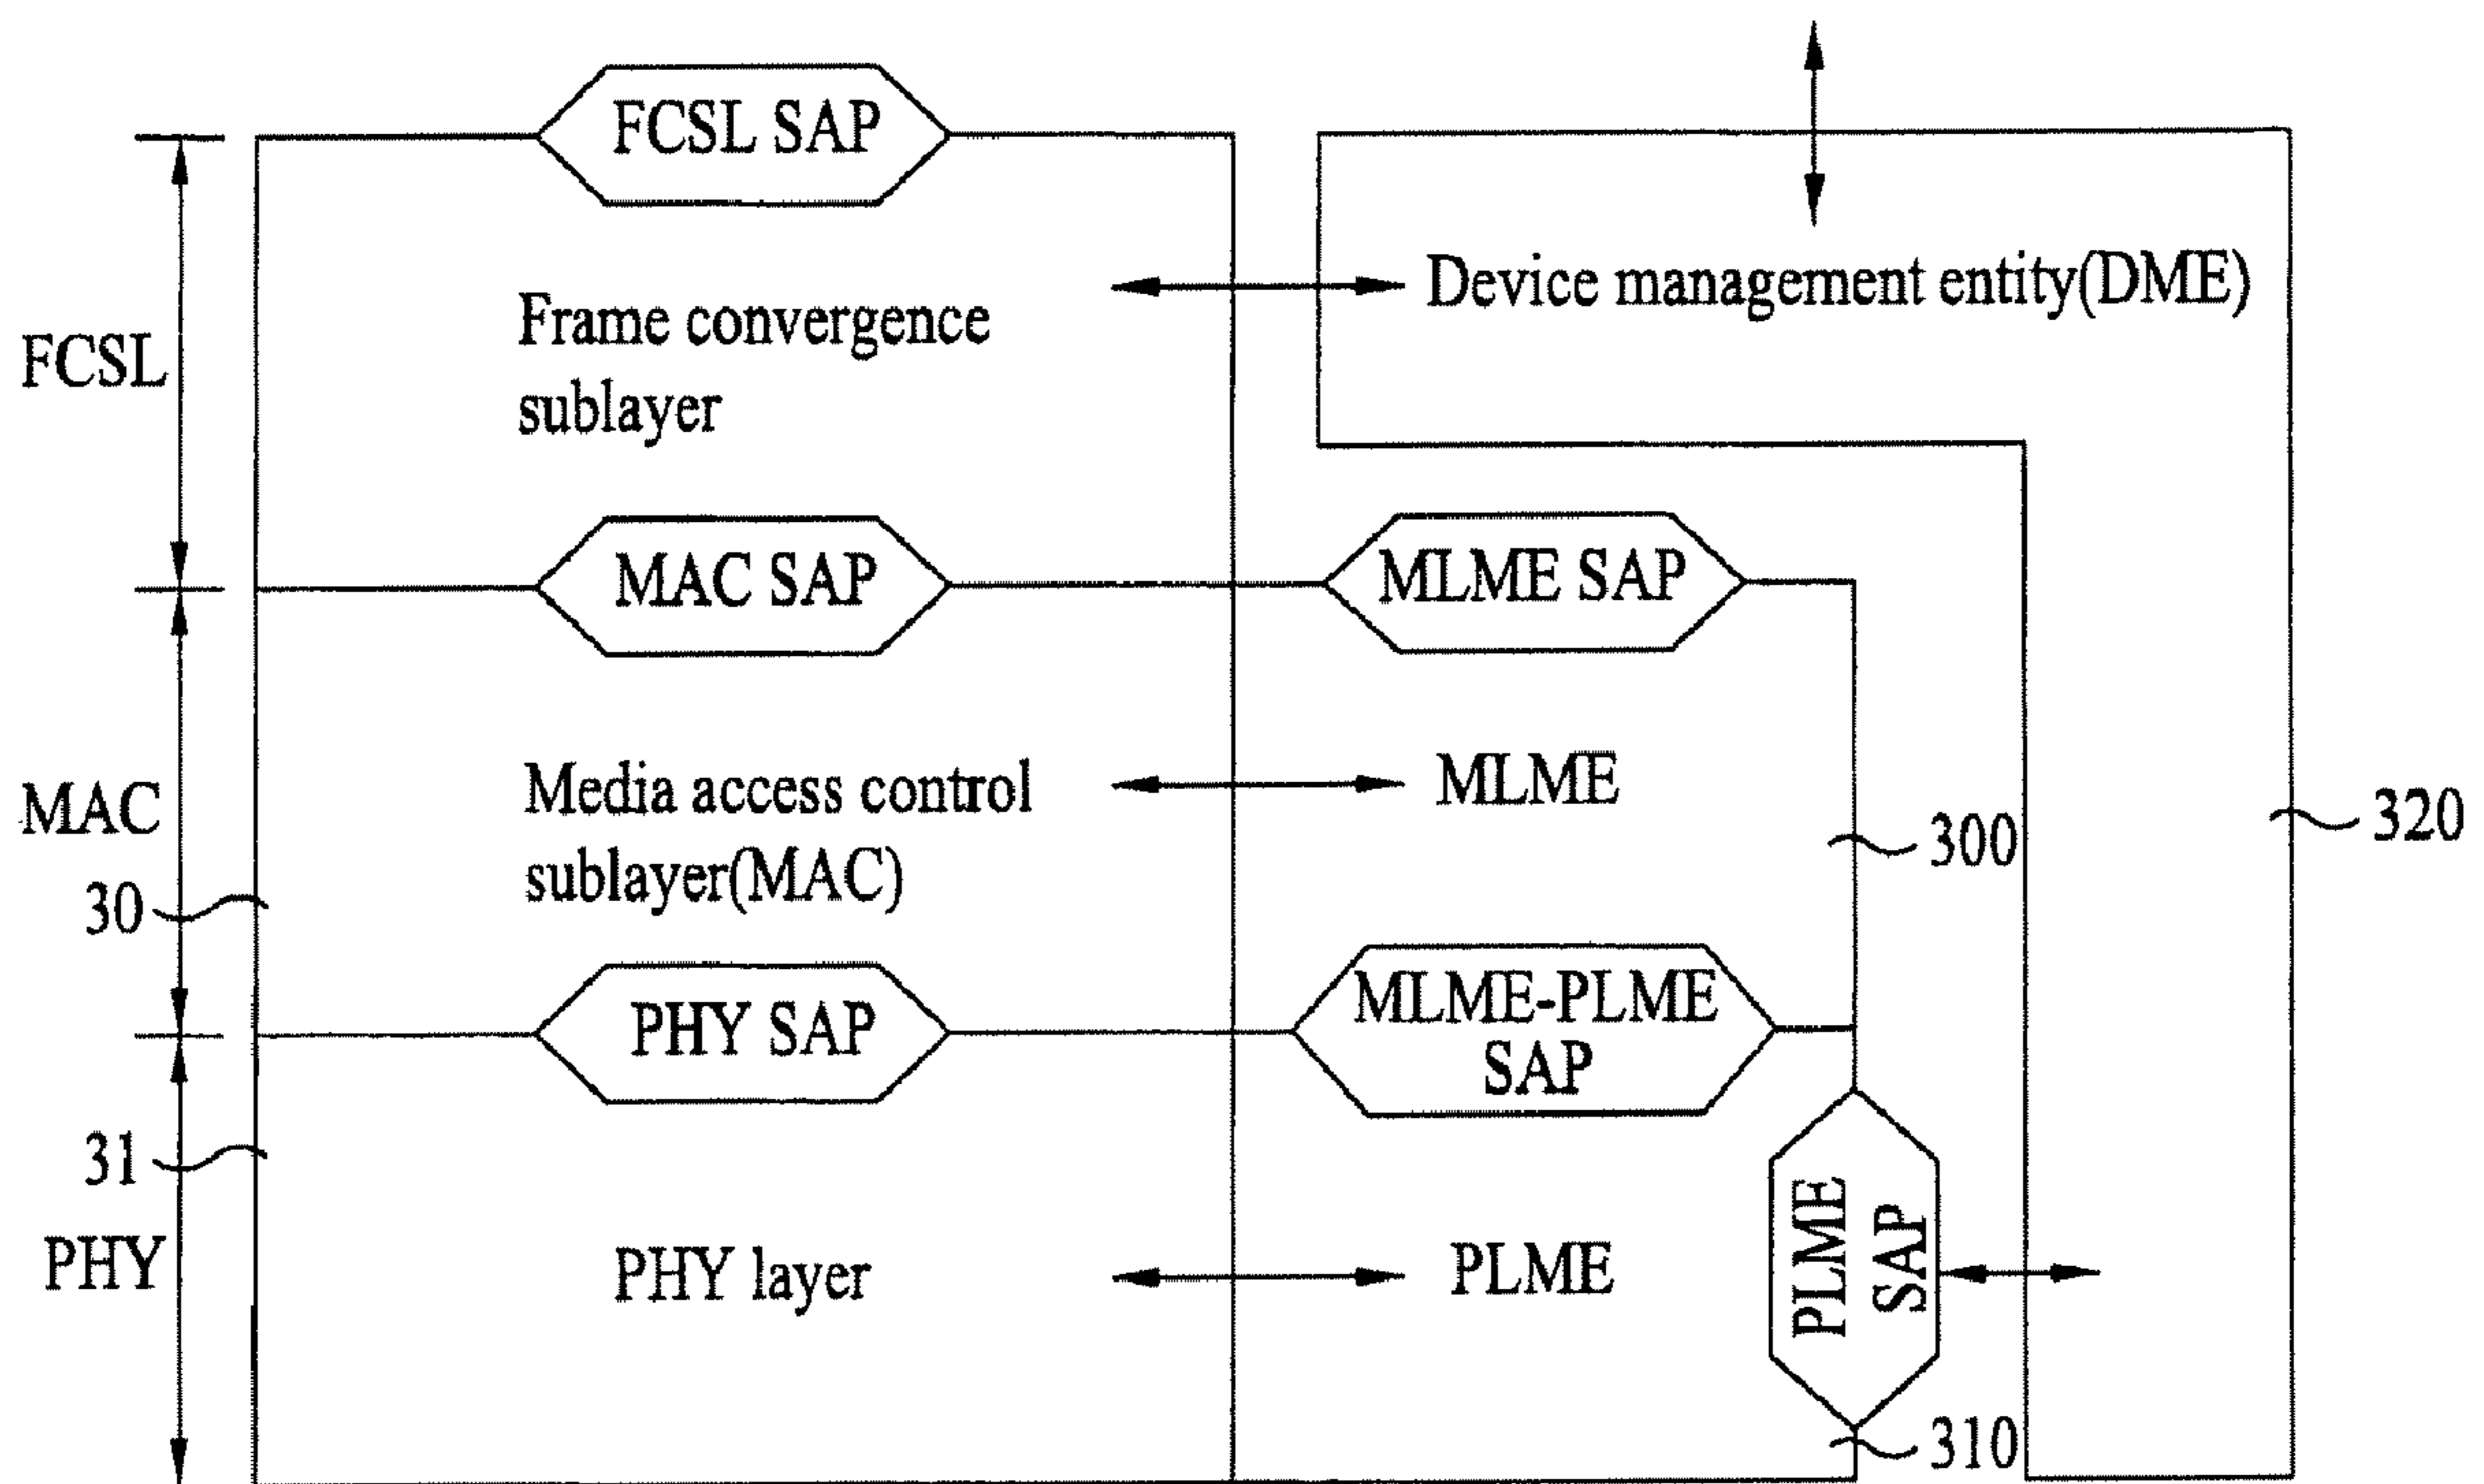 FCSL SAP
Device management entity(DME)
Frame convergence
sublayer
FCSL
MAC SAP
MLME SAP
Media access control
sublayer(MAC)
MLME
MAC
300
320
30
PHY SAP
MLME-PLME
SAP
31
PHY
PHY layer
PLME
PLME
SAP
310